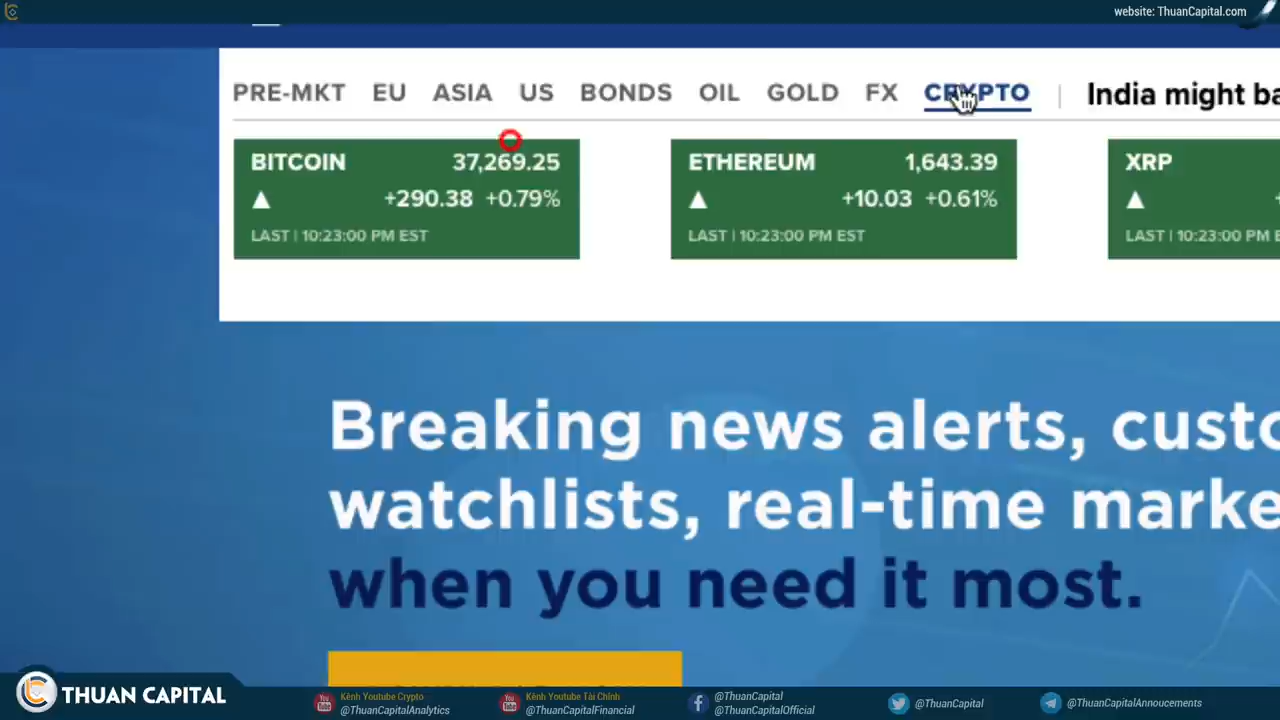 website: ThuanCapital.com
PRE-MKT EU ASIA US BONDS OIL GOLD FX CRYPTO India might ba
BITCOIN 37,269.25
+290.38 +0.79%
LAST | 10:23:00 PM EST
ETHEREUM 1,643.39
+10.03 +0.61%
LAST | 10:23:00 PM EST
XRP
LAST | 10:23:00 PM E
Breaking news alerts, custo
watchlists, real-time marke
when you need it most.
THUAN CAPITAL
Kênh Youtube Crypto
@ThuanCapitalAnalytics
Kênh Youtube Tài Chính
@ThuanCapitalFinancial
@ThuanCapital
@ThuanCapitalOfficial
@ThuanCapital
@ThuanCapitalAnnoucements